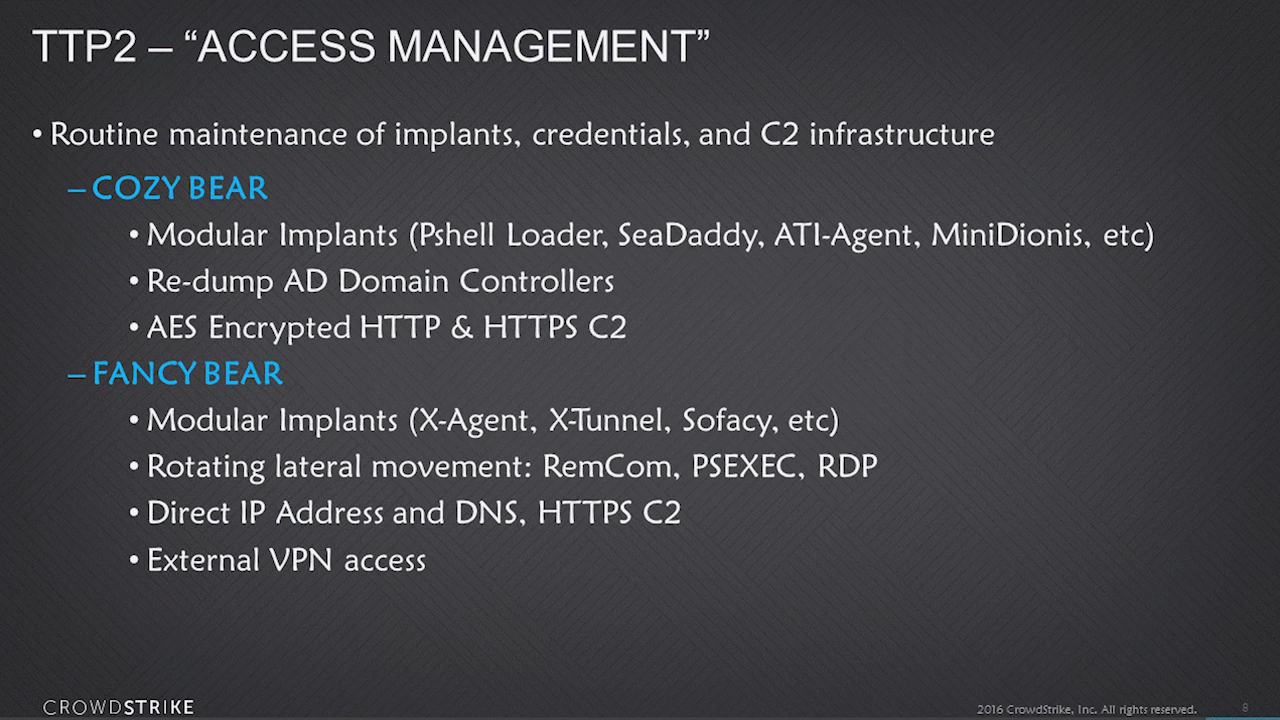 TTP2 – “ACCESS MANAGEMENT”
• Routine maintenance of implants, credentials, and C2 infrastructure
– COZY BEAR
• Modular Implants (Pshell Loader, SeaDaddy, ATI-Agent, MiniDionis, etc)
• Re-dump AD Domain Controllers
• AES Encrypted HTTP & HTTPS C2
– FANCY BEAR
• Modular Implants (X-Agent, X-Tunnel, Sofacy, etc)
• Rotating lateral movement: RemCom, PSEXEC, RDP
• Direct IP Address and DNS, HTTPS C2
• External VPN access
CROWDSTRIKE
2016 CrowdStrike, Inc. All rights reserved. 8